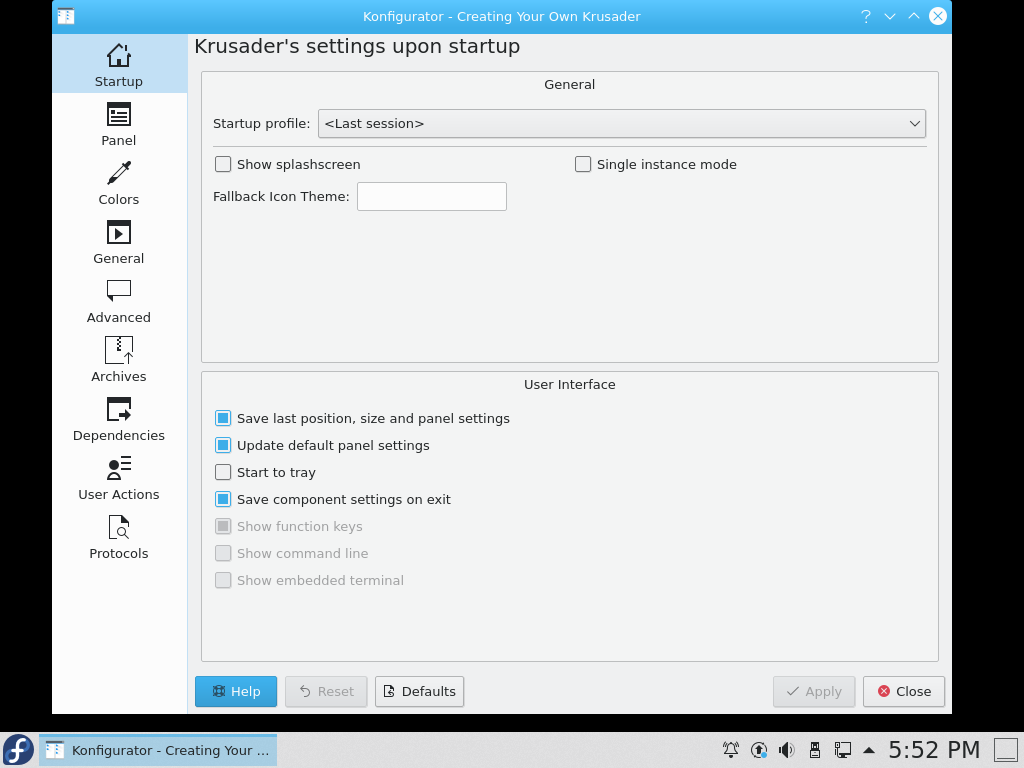 Konfigurator - Creating Your Own Krusader
Startup
Panel
Colors
General
Advanced
Archives
Dependencies
User Actions
Protocols
Krusader's settings upon startup
General
Startup profile: <Last session>
Show splashscreen
Single instance mode
Fallback Icon Theme:
User Interface
Save last position, size and panel settings
Update default panel settings
Start to tray
Save component settings on exit
Show function keys
Show command line
Show embedded terminal
Help
Reset
Defaults
Apply
Close
Konfigurator - Creating Your ...
5:52 PM